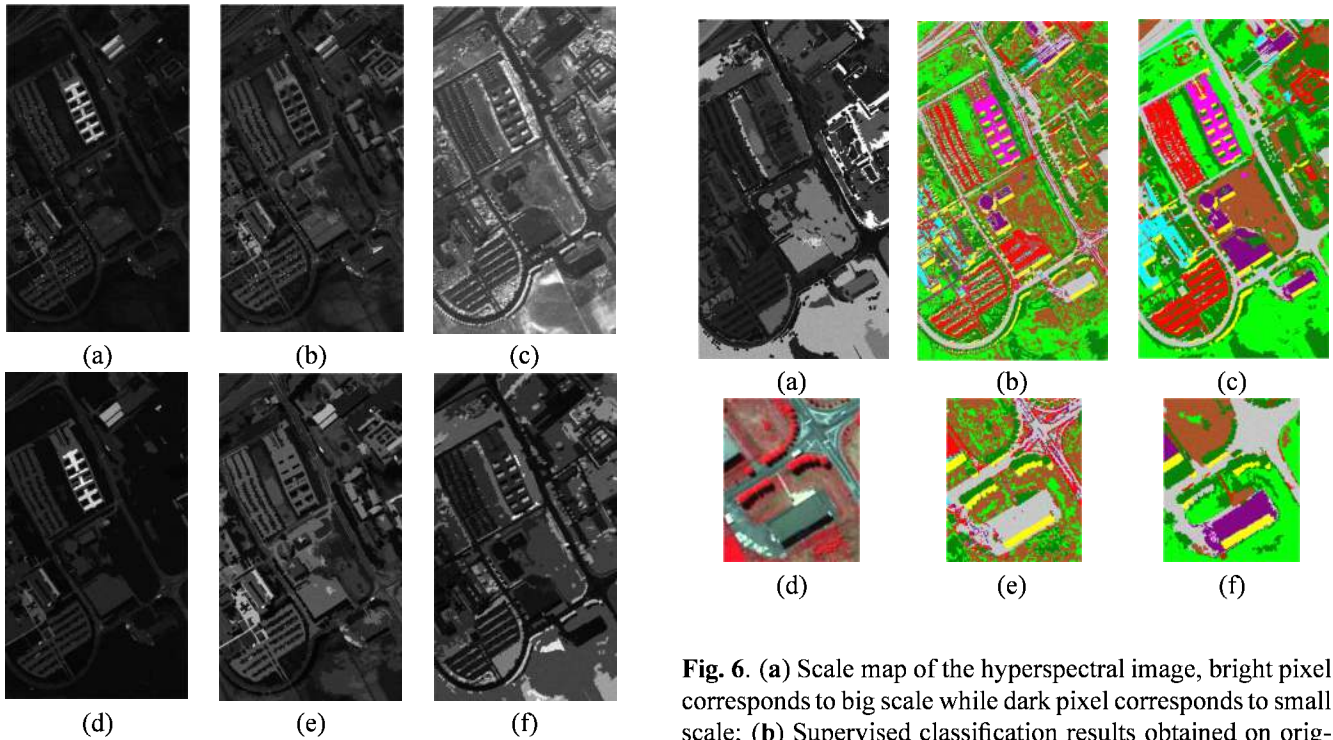 (a)
(b)
(c)
(d)
(e)
(f)
(a)
(b)
(c)
(d)
(e)
(f)
Fig. 6. (a) Scale map of the hyperspectral image, bright pixel
corresponds to big scale while dark pixel corresponds to small
scale; (b) Supervised classification results obtained on orig-